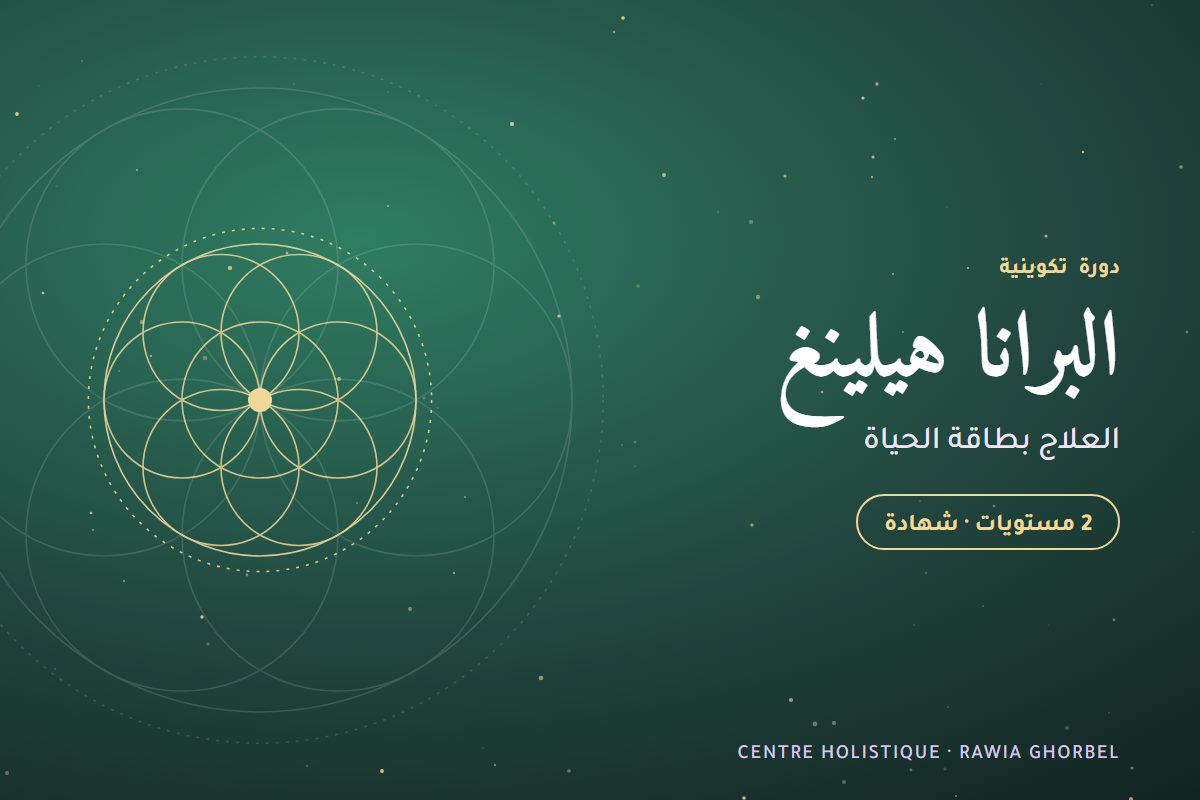 دورة تكوينية
البرانا هيلينغ
العلاج بطاقة الحياة
2 مستويات · شهادة
CENTRE HOLISTIQUE · RAWIA GHORBEL